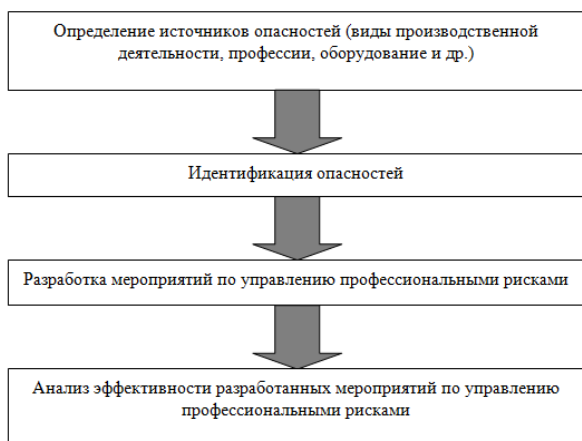 Определение источников опасностей (виды производственной
деятельности, профессии, оборудование и др.)
Идентификация опасностей
Разработка мероприятий по управлению профессиональными рисками
Анализ эффективности разработанных мероприятий по управлению
профессиональными рисками